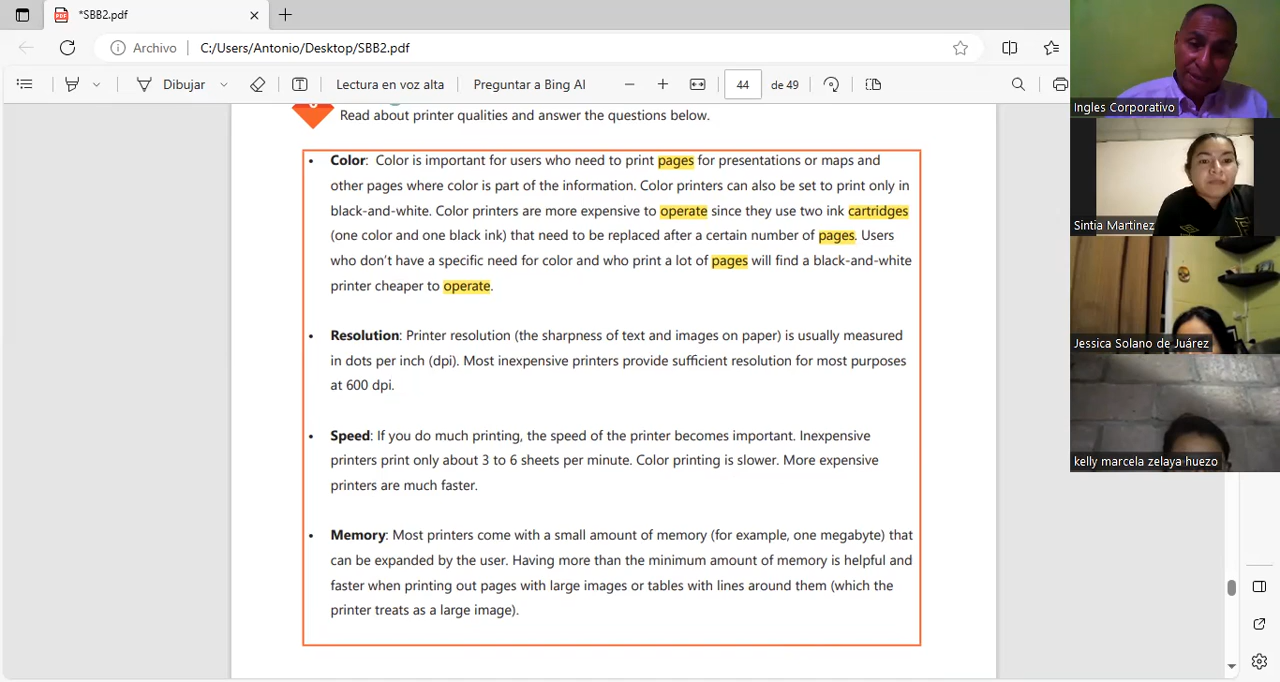 *SBB2.pdf
Archivo
C:/Users/Antonio/Desktop/SBB2.pdf
Dibujar
Lectura en voz alta
Preguntar a Bing AI
44
de 49
Read about printer qualities and answer the questions below.
• Color: Color is important for users who need to print pages for presentations or maps and
other pages where color is part of the information. Color printers can also be set to print only in
black-and-white. Color printers are more expensive to operate since they use two ink cartridges
(one color and one black ink) that need to be replaced after a certain number of pages. Users
who don't have a specific need for color and who print a lot of pages will find a black-and-white
printer cheaper to operate.
• Resolution: Printer resolution (the sharpness of text and images on paper) is usually measured
in dots per inch (dpi). Most inexpensive printers provide sufficient resolution for most purposes
at 600 dpi.
• Speed: If you do much printing, the speed of the printer becomes important. Inexpensive
printers print only about 3 to 6 sheets per minute. Color printing is slower. More expensive
printers are much faster.
• Memory: Most printers come with a small amount of memory (for example, one megabyte) that
can be expanded by the user. Having more than the minimum amount of memory is helpful and
faster when printing out pages with large images or tables with lines around them (which the
printer treats as a large image).
Ingles Corporativo
Sintia Martinez
Jessica Solano de Juárez
kelly marcela zelaya huezo